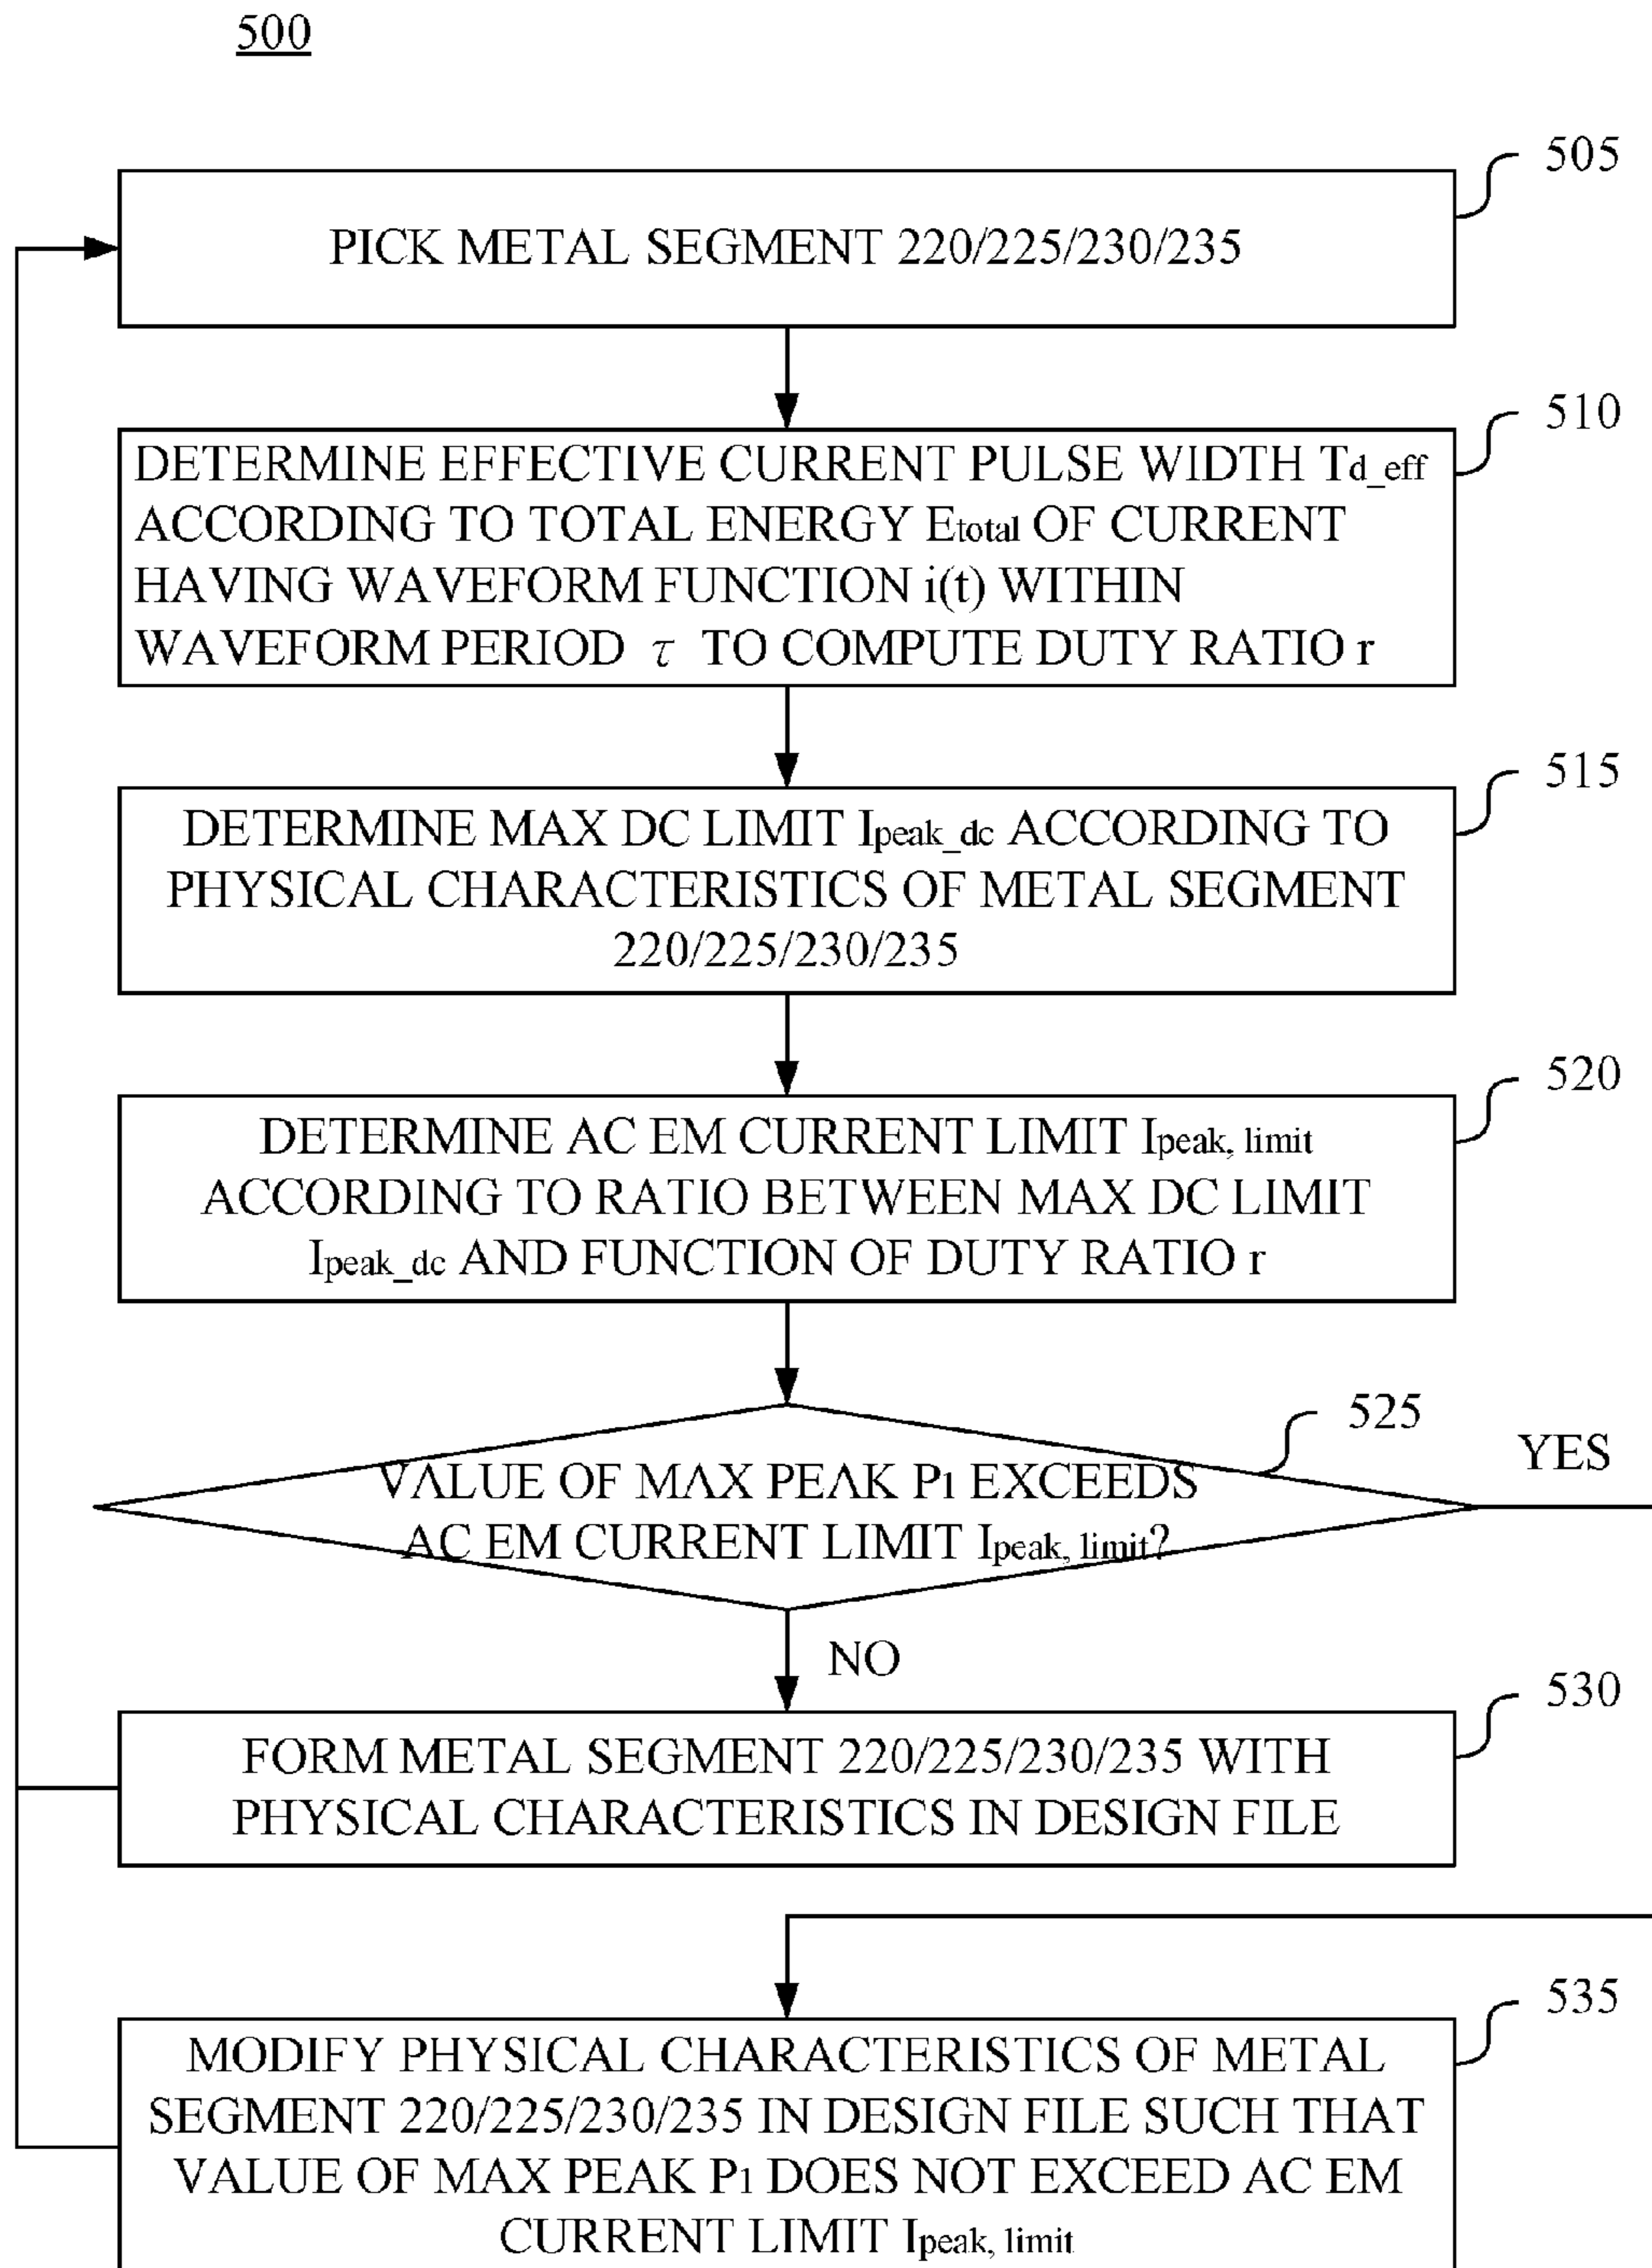 500
505
PICK METAL SEGMENT 220/225/230/235
510
DETERMINE EFFECTIVE CURRENT PULSE WIDTH Td_eff
ACCORDING TO TOTAL ENERGY Etotal OF CURRENT
HAVING WAVEFORM FUNCTION i(t) WITHIN
WAVEFORM PERIOD τ TO COMPUTE DUTY RATIO r
515
DETERMINE MAX DC LIMIT Ipeak_dc ACCORDING TO
PHYSICAL CHARACTERISTICS OF METAL SEGMENT
220/225/230/235
520
DETERMINE AC EM CURRENT LIMIT Ipeak, limit
ACCORDING TO RATIO BETWEEN MAX DC LIMIT
Ipeak_dc AND FUNCTION OF DUTY RATIO r
525
YES
VALUE OF MAX PEAK P1 EXCEEDS
AC EM CURRENT LIMIT Ipeak, limit?
NO
530
FORM METAL SEGMENT 220/225/230/235 WITH
PHYSICAL CHARACTERISTICS IN DESIGN FILE
535
MODIFY PHYSICAL CHARACTERISTICS OF METAL
SEGMENT 220/225/230/235 IN DESIGN FILE SUCH THAT
VALUE OF MAX PEAK P1 DOES NOT EXCEED AC EM
CURRENT LIMIT Ipeak, limit